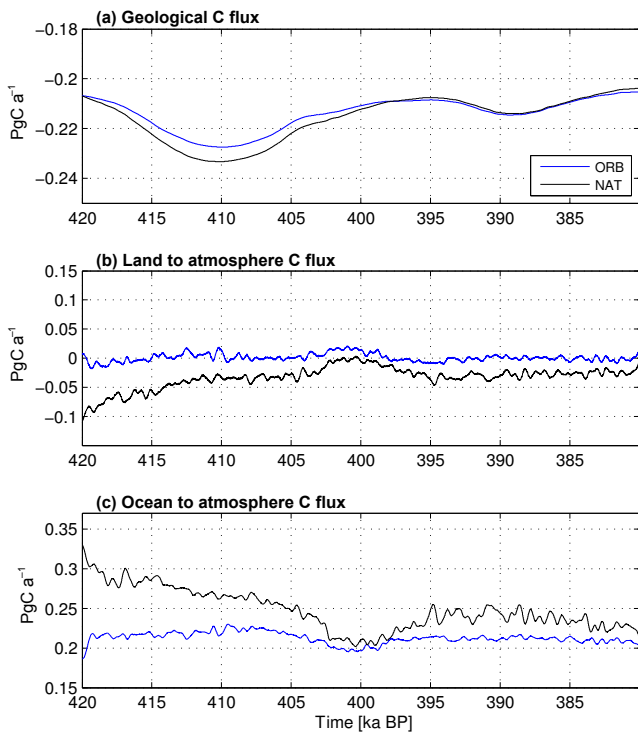 (a) Geological C flux
−0.18
−0.2
−0.22
−0.24
PgC a⁻¹
ORB
NAT
420 415 410 405 400 395 390 385
(b) Land to atmosphere C flux
0.15
0.1
0.05
0
−0.05
−0.1
PgC a⁻¹
420 415 410 405 400 395 390 385
(c) Ocean to atmosphere C flux
0.35
0.3
0.25
0.2
0.15
PgC a⁻¹
420 415 410 405 400 395 390 385
Time [ka BP]